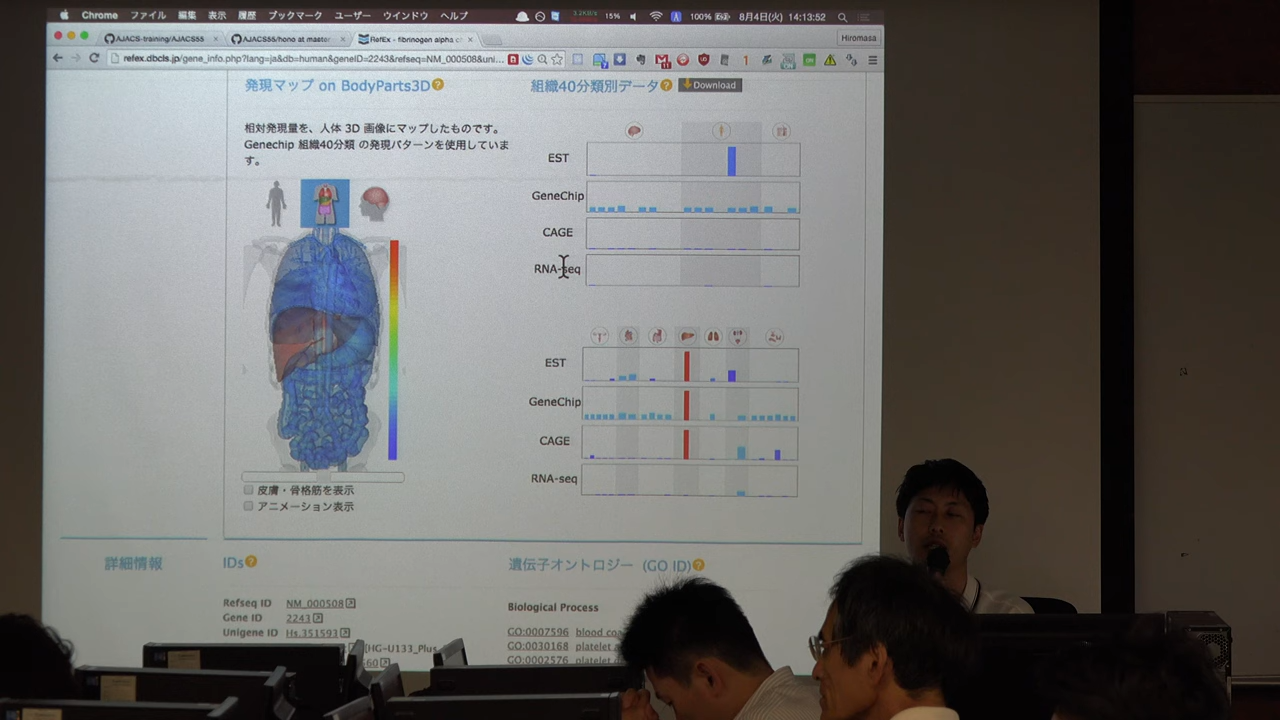 Chrome ファイル 編集 表示 履歴 ブックマーク ユーザー ウインドウ ヘルプ 15% 100% 8月4日(火) 14:13:52
AJACS-training/AJACS55 AJACS55/hono at master RefEx - fibrinogen alpha c Hiromasa
refex.dbcls.jp/gene_info.php?lang=ja&db=human&geneID=2243&refseq=NM_000508&uni...
発現マップ on BodyParts3D ?
相対発現量を、人体 3D 画像にマップしたものです。
Genechip 組織40分類 の発現パターンを使用していま
す。
皮膚・骨格筋を表示
アニメーション表示
組織40分類別データ ? Download
EST
GeneChip
CAGE
RNA-seq
EST
GeneChip
CAGE
RNA-seq
詳細情報
IDs ?
Refseq ID NM_000508
Gene ID 2243
Unigene ID Hs.351593
[HG-U133_Plus
遺伝子オントロジー (GO ID) ?
Biological Process
GO:0007596 blood
GO:0030168 platelet
GO:0002576 platelet